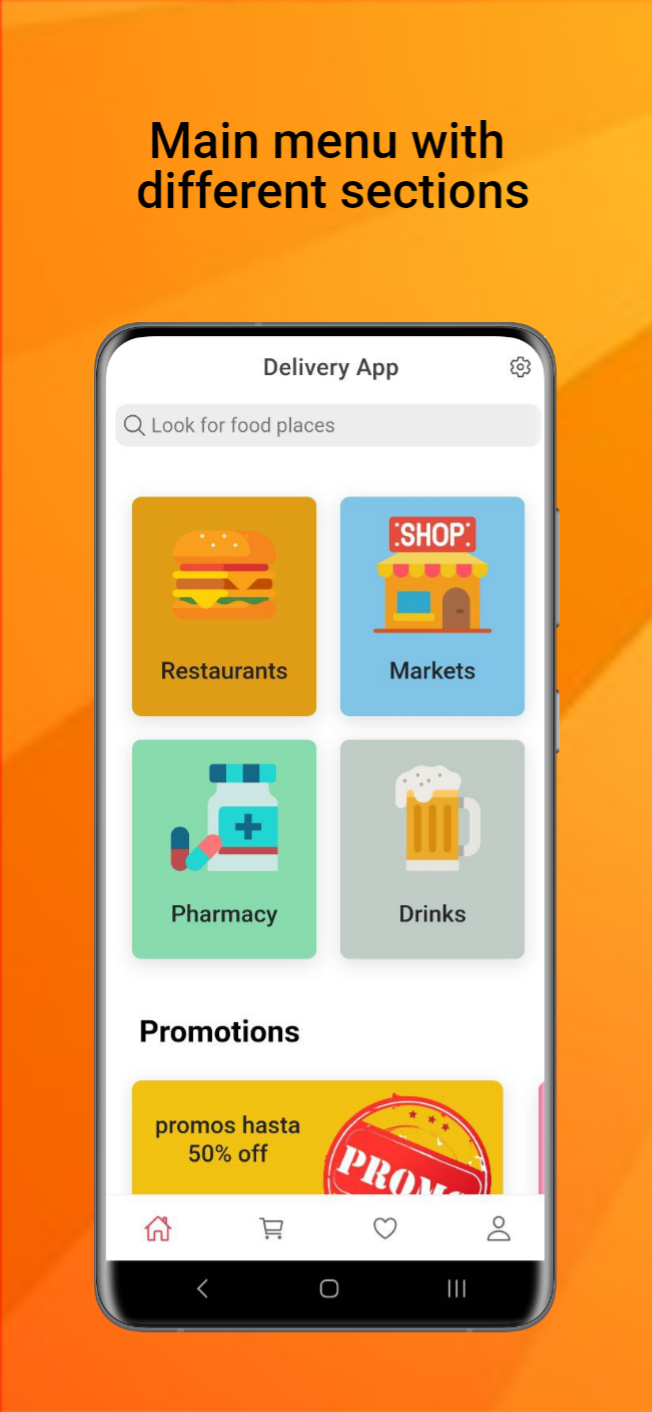 Main menu with
different sections
Delivery App
Look for food places
SHOP
Restaurants
Markets
Pharmacy
Drinks
Promotions
promos hasta
50% off